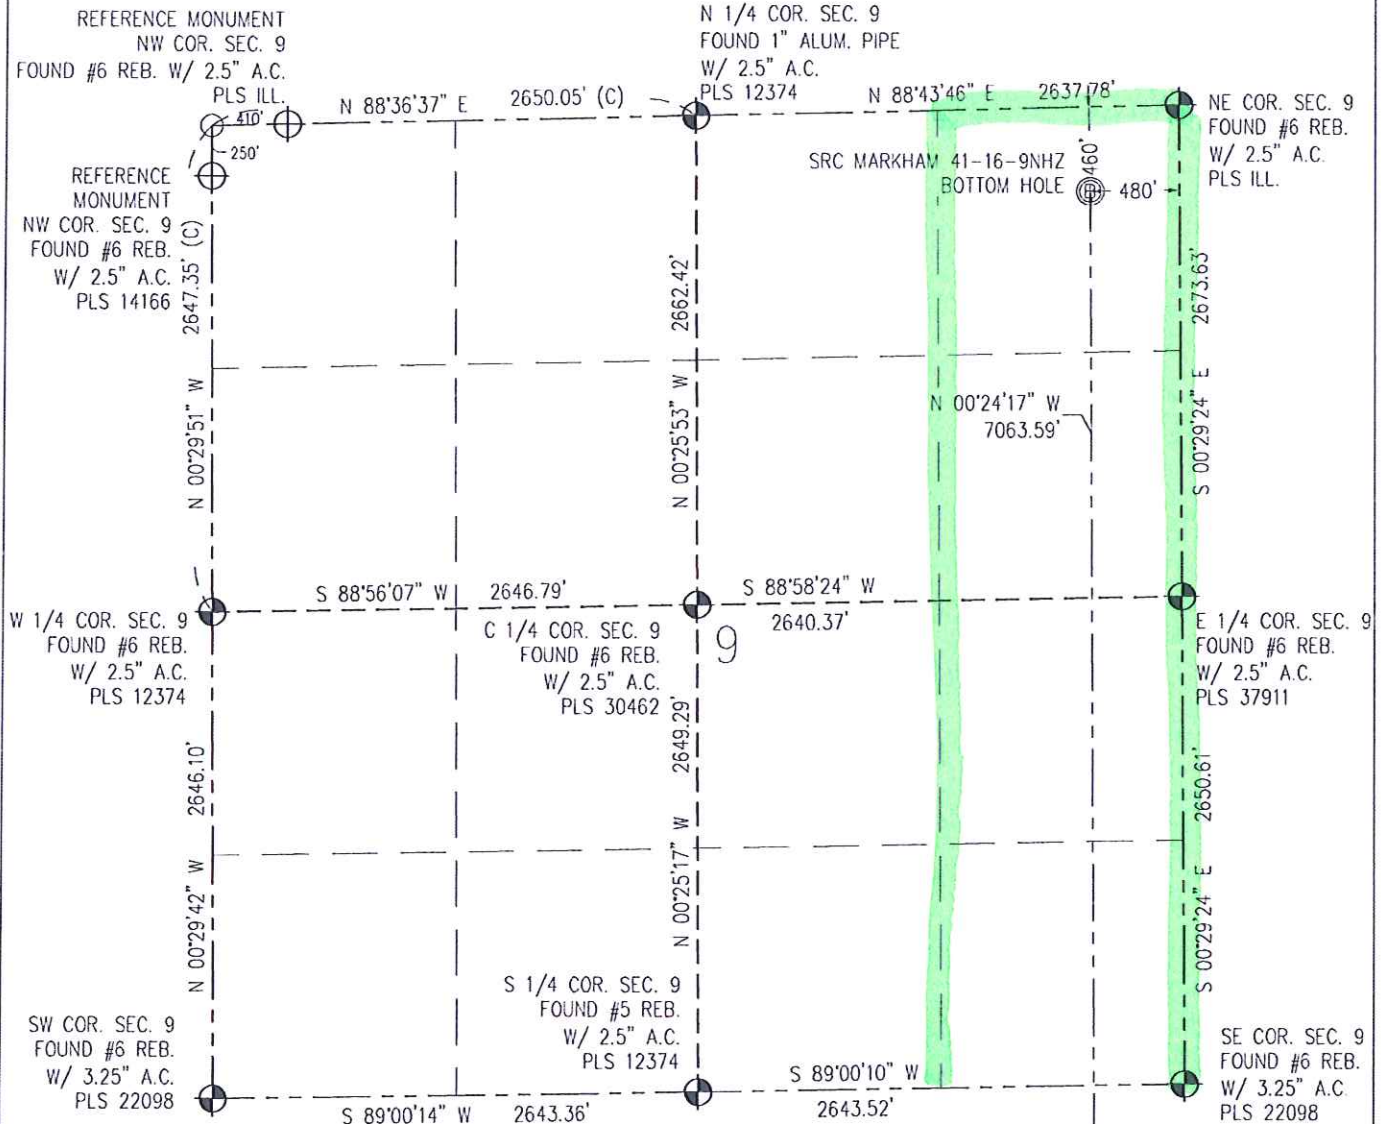 REFERENCE MONUMENT
NW COR. SEC. 9
FOUND #6 REB. W/ 2.5" A.C.
PLS ILL.
N 1/4 COR. SEC. 9
FOUND 1" ALUM. PIPE
W/ 2.5" A.C.
PLS 12374
N 88°36'37" E 2650.05' (C)
N 88°43'46" E 2637.78'
NE COR. SEC. 9
FOUND #6 REB.
W/ 2.5" A.C.
PLS ILL.
410'
250'
REFERENCE
MONUMENT
NW COR. SEC. 9
FOUND #6 REB.
W/ 2.5" A.C.
PLS 14166
SRC MARKHAM 41-16-9NHZ
BOTTOM HOLE
460'
480'
2647.35' (C)
N 00°29'51" W
2662.42'
N 00°25'53" W
N 00°24'17" W
7063.59'
2673.63'
S 00°29'24" E
S 88°56'07" W 2646.79'
S 88°58'24" W
2640.37'
W 1/4 COR. SEC. 9
FOUND #6 REB.
W/ 2.5" A.C.
PLS 12374
C 1/4 COR. SEC. 9
FOUND #6 REB.
W/ 2.5" A.C.
PLS 30462
9
E 1/4 COR. SEC. 9
FOUND #6 REB.
W/ 2.5" A.C.
PLS 37911
2646.10'
N 00°29'42" W
2649.29'
N 00°25'17" W
2650.61'
S 00°29'24" E
SW COR. SEC. 9
FOUND #6 REB.
W/ 3.25" A.C.
PLS 22098
S 1/4 COR. SEC. 9
FOUND #5 REB.
W/ 2.5" A.C.
PLS 12374
SE COR. SEC. 9
FOUND #6 REB.
W/ 3.25" A.C.
PLS 22098
S 89°00'14" W 2643.36'
S 89°00'10" W
2643.52'